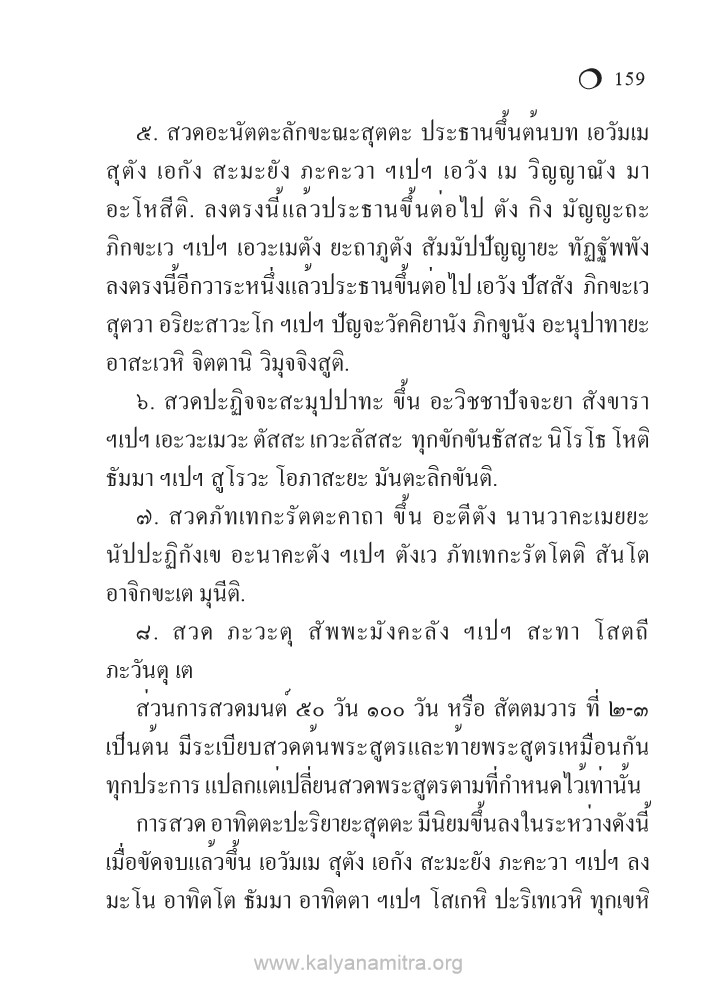 159
๕. สวดอะนัตตะลักขะณะสุตตะ ประธานขึ้นต้นบท เอวัมเม
สุตัง เอกัง สะมะยัง ภะคะวา ฯเปฯ เอวัง เม วิญญาณัง มา
อะโหสีติ. ลงตรงนี้แล้วประธานขึ้นต่อไป ตัง กิง มัญญะถะ
ภิกขะเว ฯเปฯ เอวะเมตัง ยะถาภูตัง สัมมัปปัญญายะ ทัฏฐัพพัง
ลงตรงนี้อีกวาระหนึ่งแล้วประธานขึ้นต่อไป เอวัง ปัสสัง ภิกขะเว
สุตวา อริยะสาวะโก ฯเปฯ ปัญจะวัคคิยานัง ภิกขูนัง อะนุปาทายะ
อาสะเวหิ จิตตานิ วิมุจจิงสูติ.
๖. สวดปะฏิจจะสะมุปปาทะ ขึ้น อะวิชชาปัจจะยา สังขารา
ฯเปฯ เอะวะเมวะ ตัสสะ เกวะลัสสะ ทุกขักขันธัสสะ นิโรโธ โหติ
ธัมมา ฯเปฯ สูโรวะ โอภาสะยะ มันตะลิกขันติ.
๗. สวดภัทเทกะรัตตะคาถา ขึ้น อะตีตัง นานวาคะเมยยะ
นัปปะฏิกังเข อะนาคะตัง ฯเปฯ ตังเว ภัทเทกะรัตโตติ สันโต
อาจิกขะเต มุนีติ.
๘. สวด ภะวะตุ สัพพะมังคะลัง ฯเปฯ สะทา โสตถี
ภะวันตุ เต
ส่วนการสวดมนต์ ๕๐ วัน ๑๐๐ วัน หรือ สัตตมวาร ที่ ๒-๓
เป็นต้น มีระเบียบสวดต้นพระสูตรและท้ายพระสูตรเหมือนกัน
ทุกประการ แปลกแต่เปลี่ยนสวดพระสูตรตามที่กำหนดไว้เท่านั้น
การสวด อาทิตตะปะริยายะสุตตะ มีนิยมขึ้นลงในระหว่างดังนี้
เมื่อขัดจบแล้วขึ้น เอวัมเม สุตัง เอกัง สะมะยัง ภะคะวา ฯเปฯ ลง
มะโน อาทิตโต ธัมมา อาทิตตา ฯเปฯ โสเกหิ ปะริเทเวหิ ทุกเขหิ
www.kalyanamitra.org